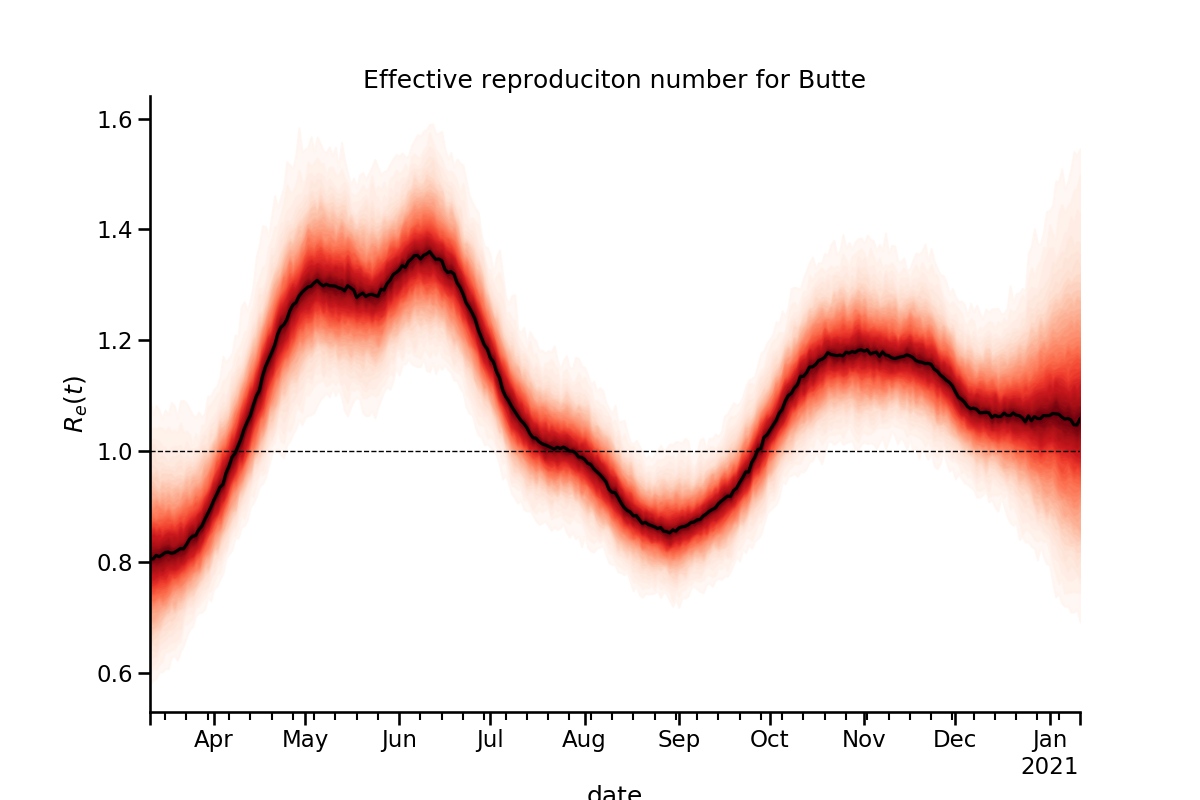 Effective reproduciton number for Butte
1.6
1.4
1.2
1.0
0.8
0.6
Re(t)
Apr May Jun Jul Aug Sep Oct Nov Dec Jan
2021
date